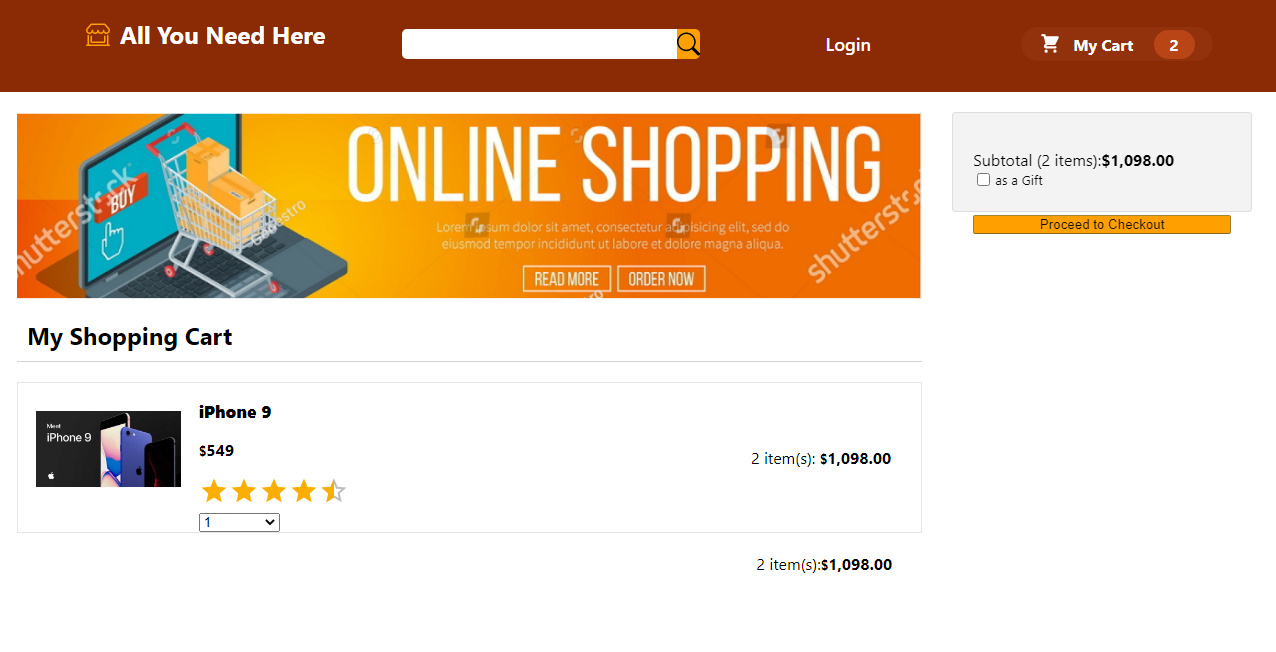 All You Need Here
Login
My Cart
2
ONLINE SHOPPING
BUY
shutterstock
shutterstock
Lorem ipsum dolor sit amet, consectetur adipisicing elit, sed do
eiusmod tempor incididunt ut labore et dolore magna aliqua.
READ MORE
ORDER NOW
Subtotal (2 items):$1,098.00
as a Gift
Proceed to Checkout
My Shopping Cart
Meet
iPhone 9
iPhone 9
$549
2 item(s): $1,098.00
1
2 item(s):$1,098.00